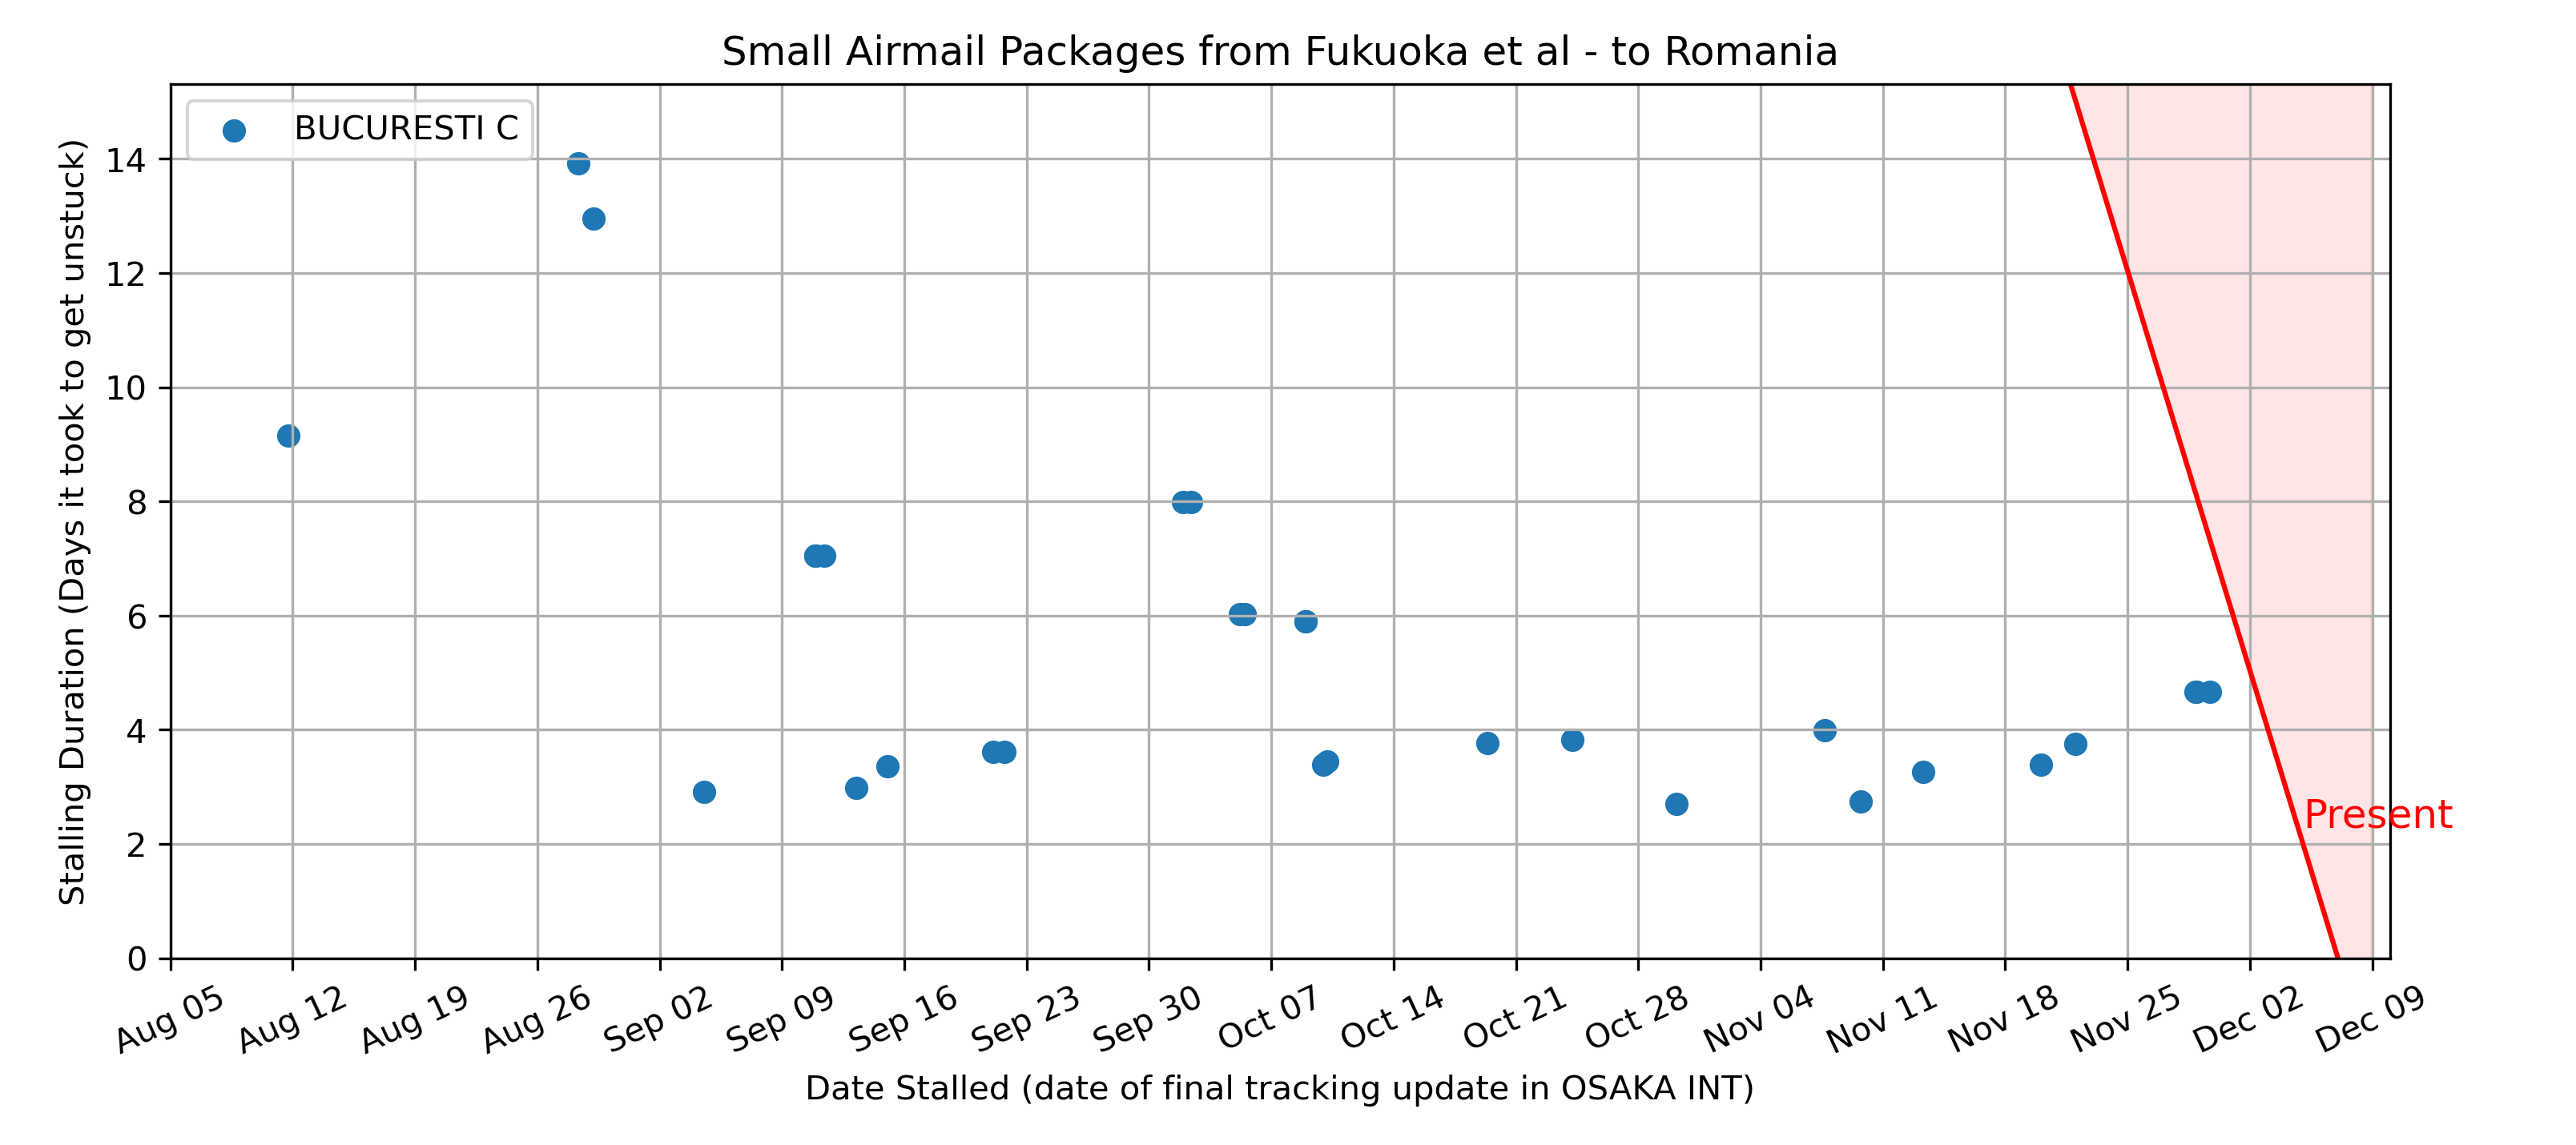 Small Airmail Packages from Fukuoka et al - to Romania
BUCURESTI C
Stalling Duration (Days it took to get unstuck)
14
12
10
8
6
4
2
0
Present
Aug 05
Aug 12
Aug 19
Aug 26
Sep 02
Sep 09
Sep 16
Sep 23
Sep 30
Oct 07
Oct 14
Oct 21
Oct 28
Nov 04
Nov 11
Nov 18
Nov 25
Dec 02
Dec 09
Date Stalled (date of final tracking update in OSAKA INT)